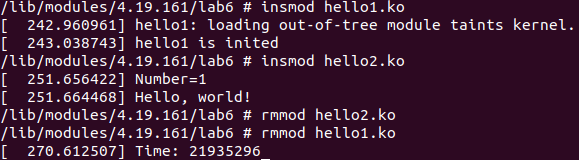 /lib/modules/4.19.161/lab6 # insmod hello1.ko
[  242.960961] hello1: loading out-of-tree module taints kernel.
[  243.038743] hello1 is inited
/lib/modules/4.19.161/lab6 # insmod hello2.ko
[  251.656422] Number=1
[  251.664468] Hello, world!
/lib/modules/4.19.161/lab6 # rmmod hello2.ko
/lib/modules/4.19.161/lab6 # rmmod hello1.ko
[  270.612507] Time: 21935296